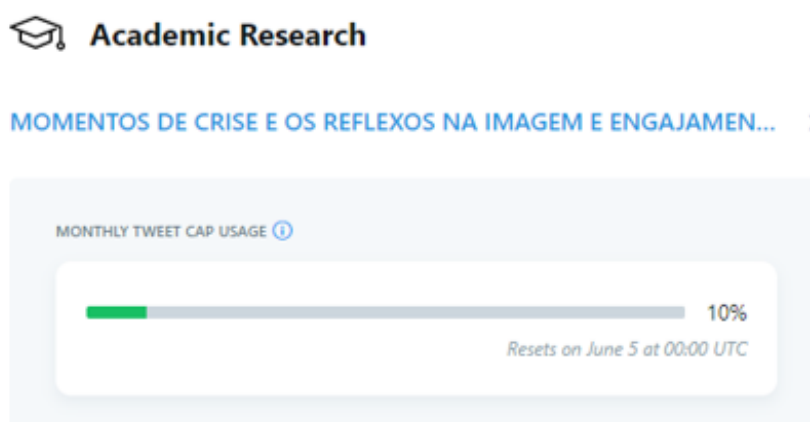 Academic Research
MOMENTOS DE CRISE E OS REFLEXOS NA IMAGEM E ENGAJAMEN...
MONTHLY TWEET CAP USAGE
10%
Resets on June 5 at 00:00 UTC